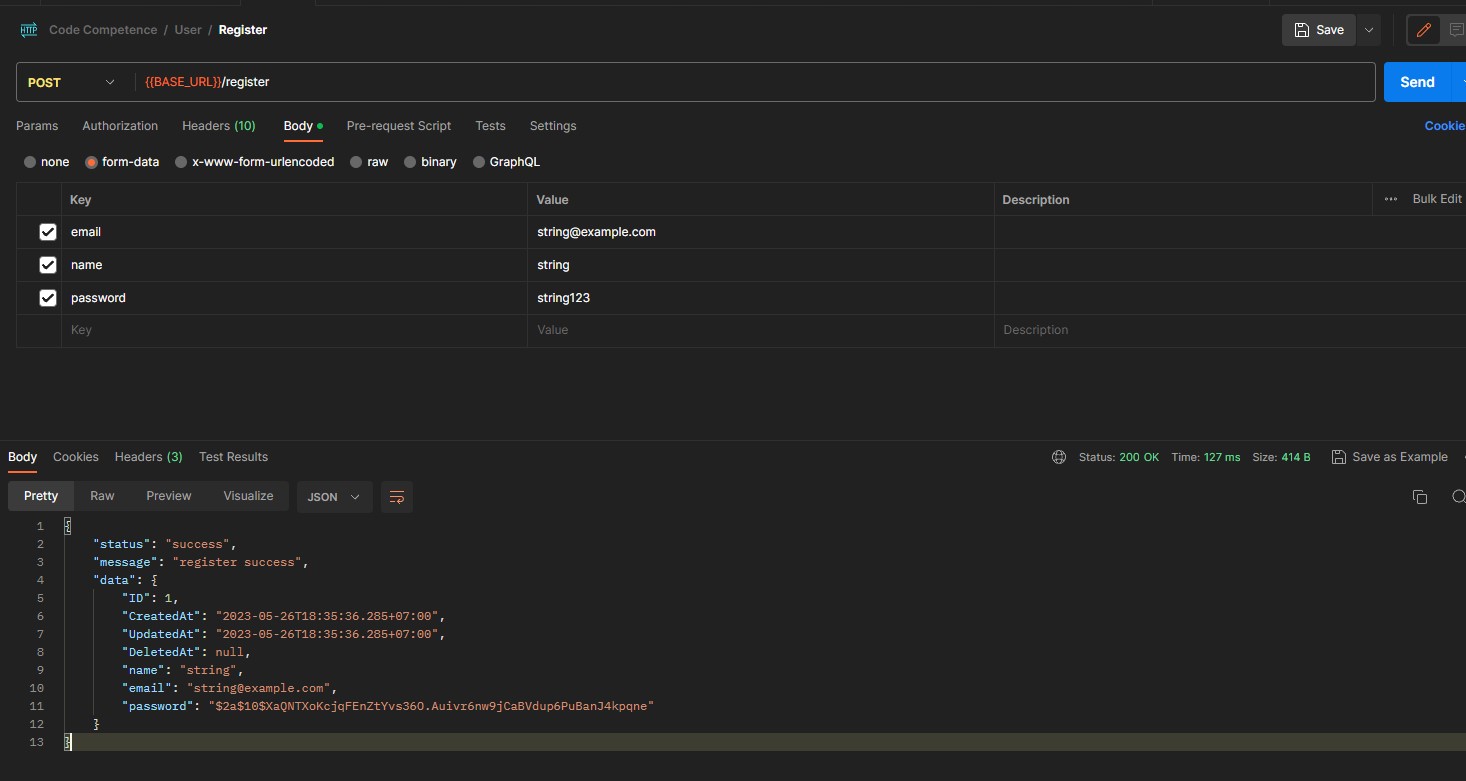 HTTP Code Competence / User / Register Save
POST {{BASE_URL}}/register Send
Params Authorization Headers (10) Body Pre-request Script Tests Settings Cookie
none form-data x-www-form-urlencoded raw binary GraphQL
Key Value Description Bulk Edit
email string@example.com
name string
password string123
Key Value Description
Body Cookies Headers (3) Test Results Status: 200 OK Time: 127 ms Size: 414 B Save as Example
Pretty Raw Preview Visualize JSON
1 {
2 "status": "success",
3 "message": "register success",
4 "data": {
5 "ID": 1,
6 "CreatedAt": "2023-05-26T18:35:36.285+07:00",
7 "UpdatedAt": "2023-05-26T18:35:36.285+07:00",
8 "DeletedAt": null,
9 "name": "string",
10 "email": "string@example.com",
11 "password": "$2a$10$XaQNTXoKcjqFEnZtYvs36O.Auivr6nw9jCaBVdup6PuBanJ4kpqne"
12 }
13 }